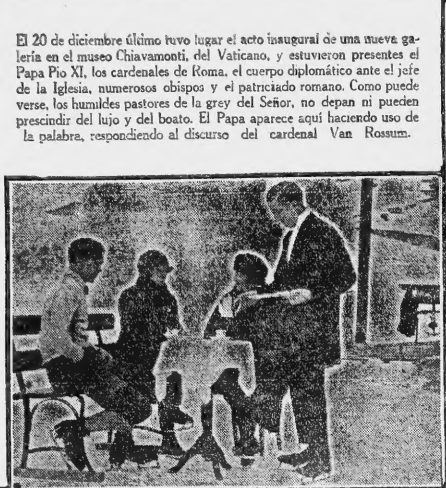 El 20 de diciembre último tuvo lugar el acto inaugural de una nueva ga-
lería en el museo Chiavamonti, del Vaticano, y estuvieron presentes el
Papa Pío XI, los cardenales de Roma, el cuerpo diplomático ante el jefe
de la Iglesia, numerosos obispos y el patriciado romano. Como puede
verse, los humildes pastores de la grey del Señor, no depan ni pueden
prescindir del lujo y del boato. El Papa aparece aquí haciendo uso de
la palabra, respondiendo al discurso del cardenal Van Rossum.